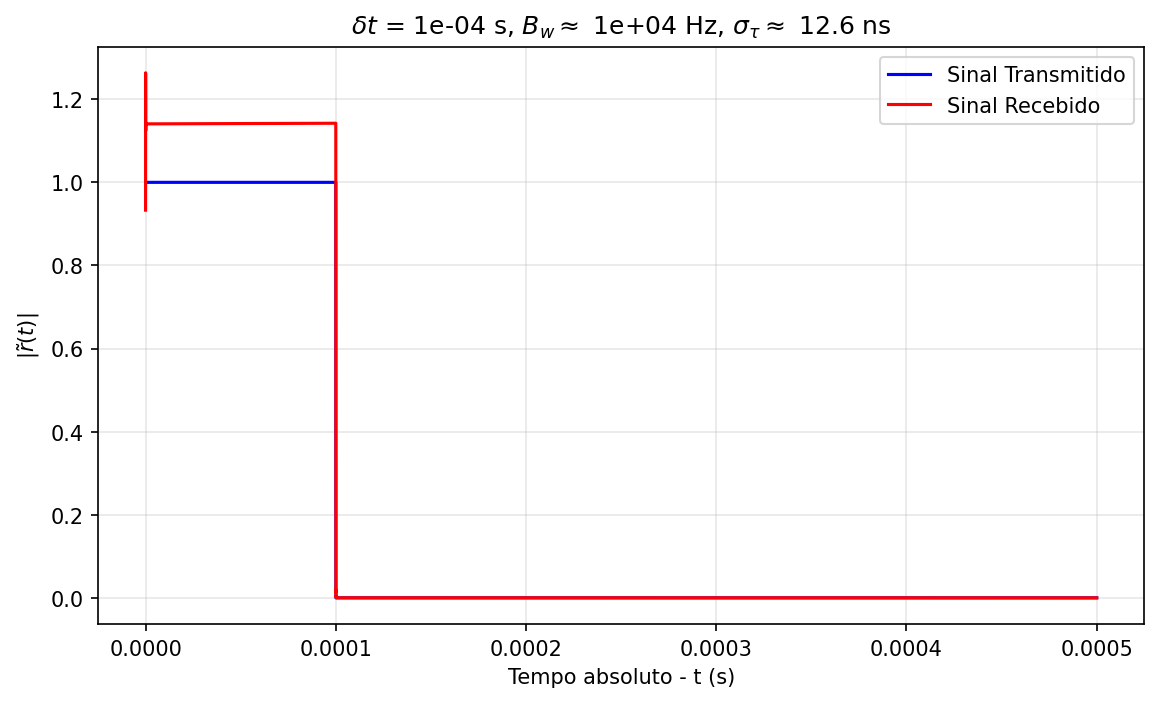 δt = 1e-04 s, B_w ≈ 1e+04 Hz, σ_τ ≈ 12.6 ns
Sinal Transmitido
Sinal Recebido
|r̃(t)|
1.2
1.0
0.8
0.6
0.4
0.2
0.0
0.0000 0.0001 0.0002 0.0003 0.0004 0.0005
Tempo absoluto - t (s)